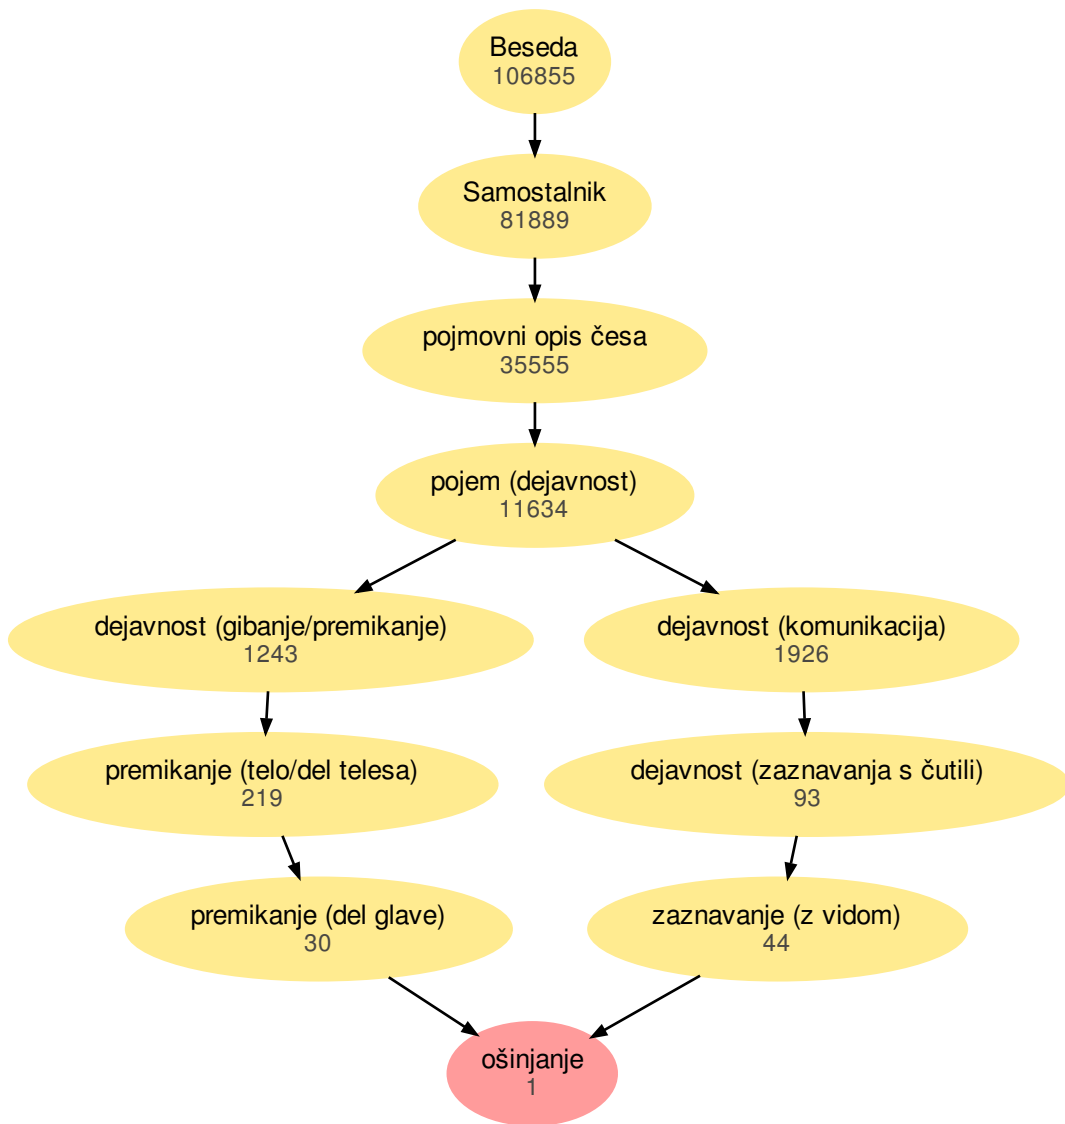 Beseda
106855
Samostalnik
81889
pojmovni opis česa
35555
pojem (dejavnost)
11634
dejavnost (gibanje/premikanje)
1243
dejavnost (komunikacija)
1926
premikanje (telo/del telesa)
219
dejavnost (zaznavanja s čutili)
93
premikanje (del glave)
30
zaznavanje (z vidom)
44
ošinjanje
1